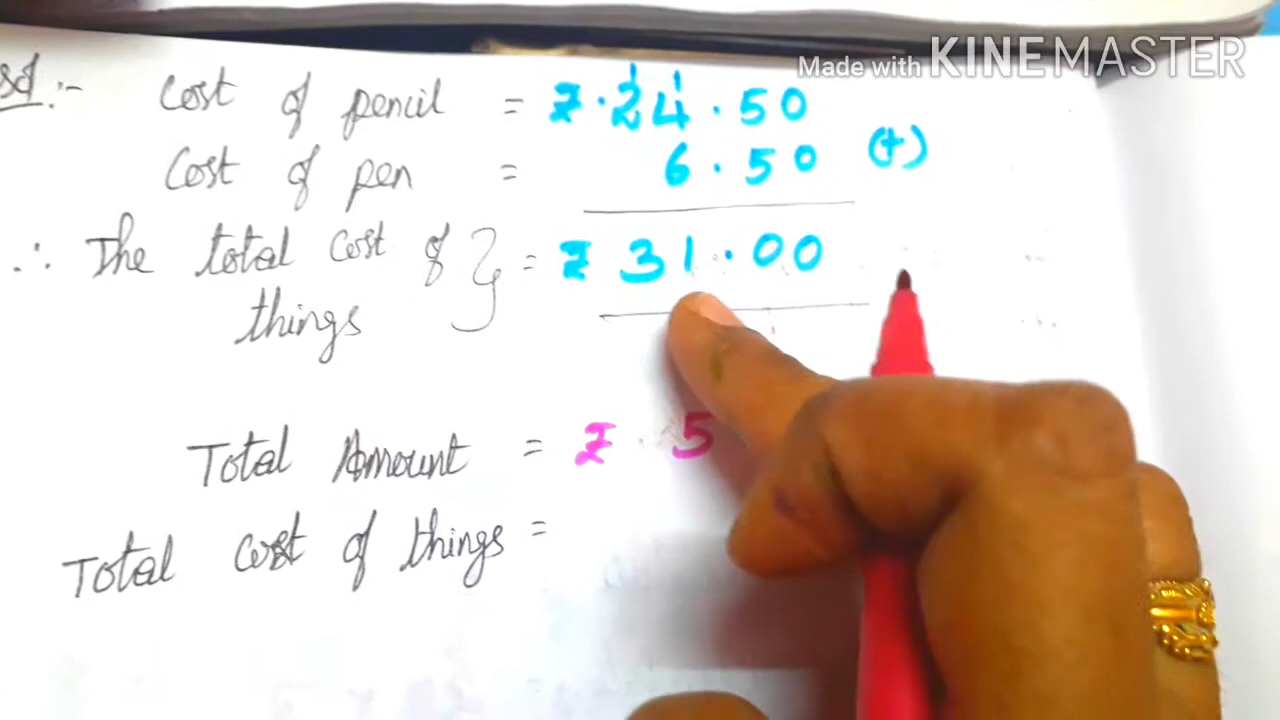 Made with KINEMASTER
Sol:- Cost of pencil = ₹.24.50
Cost of pen = 6.50 (+)
∴ The total cost of } = ₹ 31.00
things
Total Amount = ₹ 5
Total cost of things =